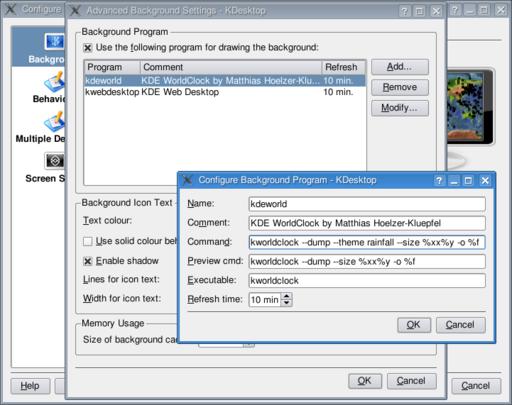 Configure
Advanced Background Settings - KDesktop
Background Program
Use the following program for drawing the background:
Program Comment Refresh
kdeworld KDE WorldClock by Matthias Hoelzer-Klu... 10 min.
kwebdesktop KDE Web Desktop 10 min.
Add...
Remove
Modify...
Backgro
Behavi
Multiple De
Screen S
Background Icon Text
Text colour:
Use solid colour beh
Enable shadow
Lines for icon text:
Width for icon text:
Memory Usage
Size of background cac
Configure Background Program - KDesktop
Name: kdeworld
Comment: KDE WorldClock by Matthias Hoelzer-Kluepfel
Command: kworldclock --dump --theme rainfall --size %xx%y -o %f
Preview cmd: kworldclock --dump --size %xx%y -o %f
Executable: kworldclock
Refresh time: 10 min
OK Cancel
OK Cancel
Help Cancel